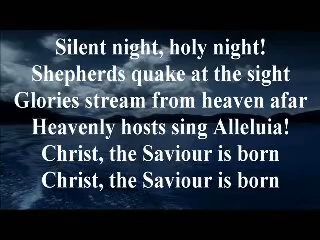 Silent night, holy night!
Shepherds quake at the sight
Glories stream from heaven afar
Heavenly hosts sing Alleluia!
Christ, the Saviour is born
Christ, the Saviour is born